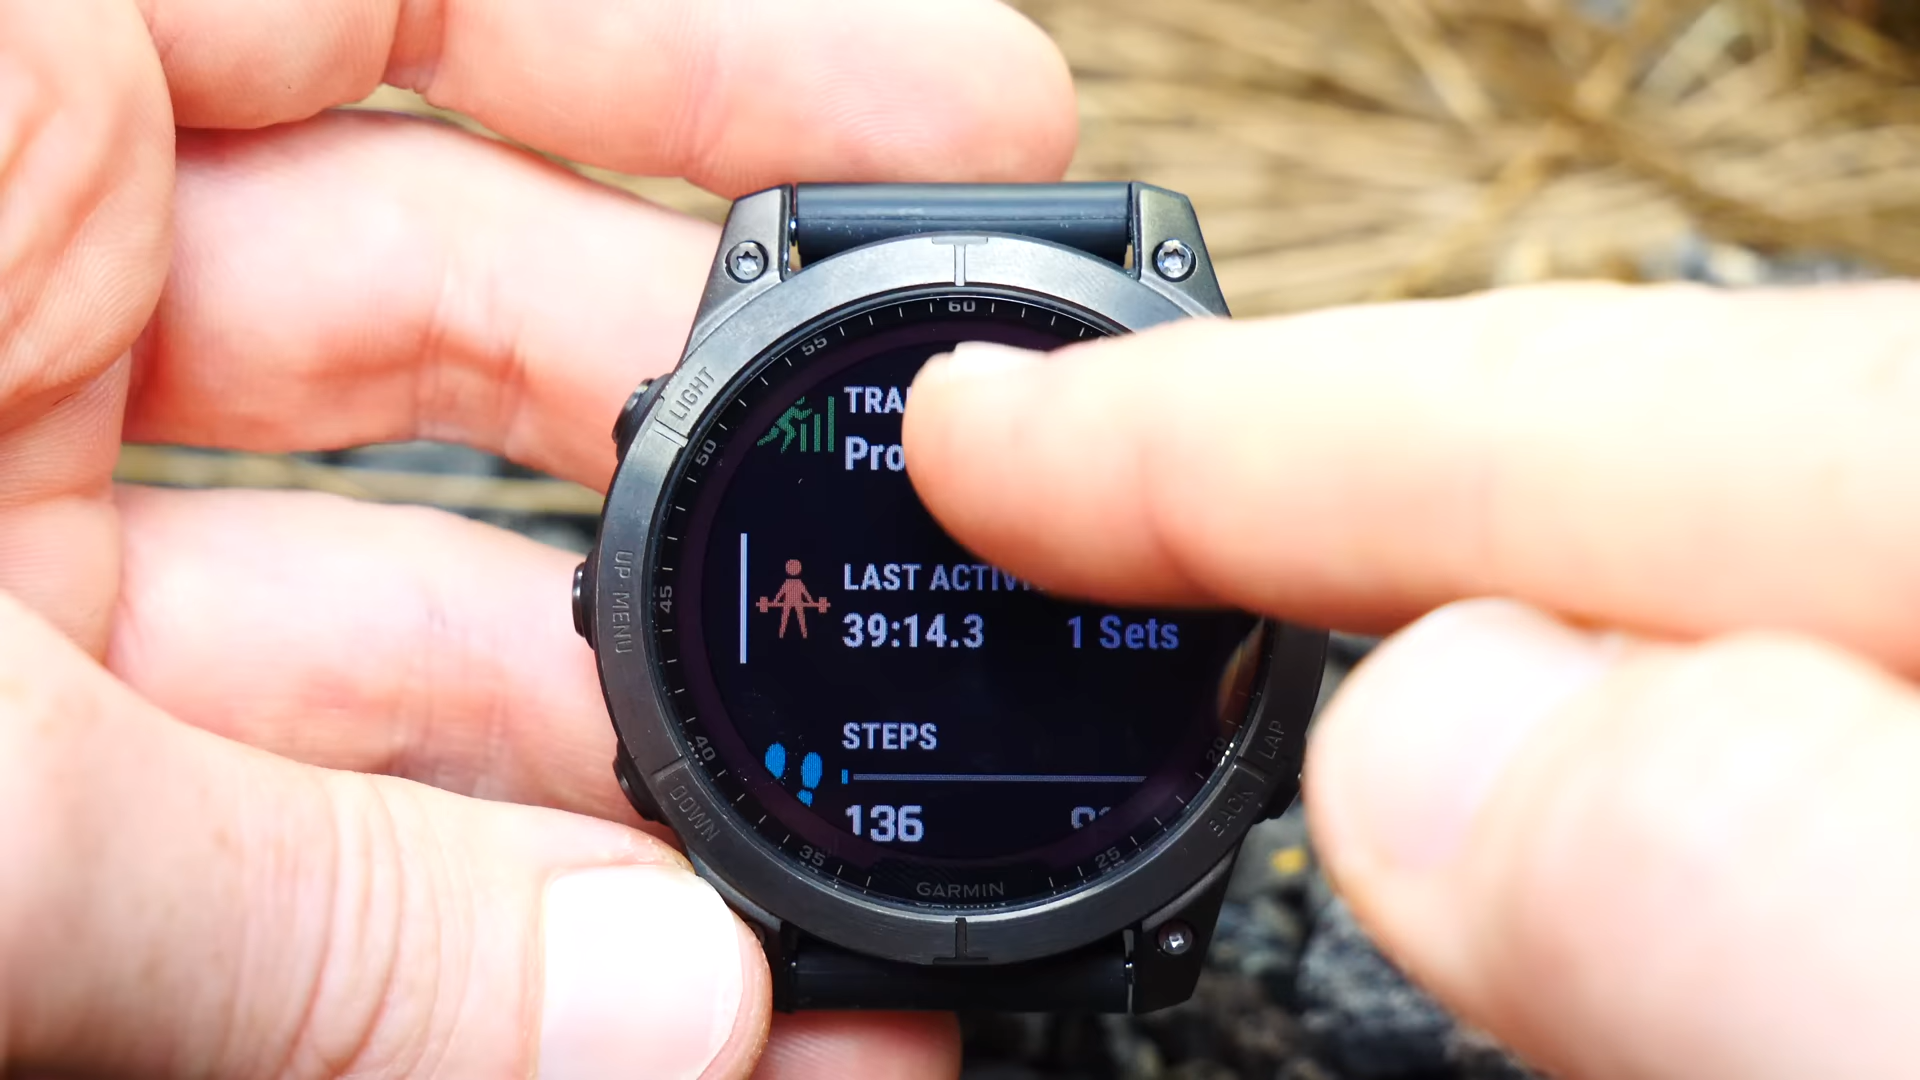 60
55
LIGHT
50
TRA
Pro
UP·MENU
45
LAST ACTIV
39:14.3 1 Sets
STEPS
136
40
DOWN
35
GARMIN
25
20
BACK LAP